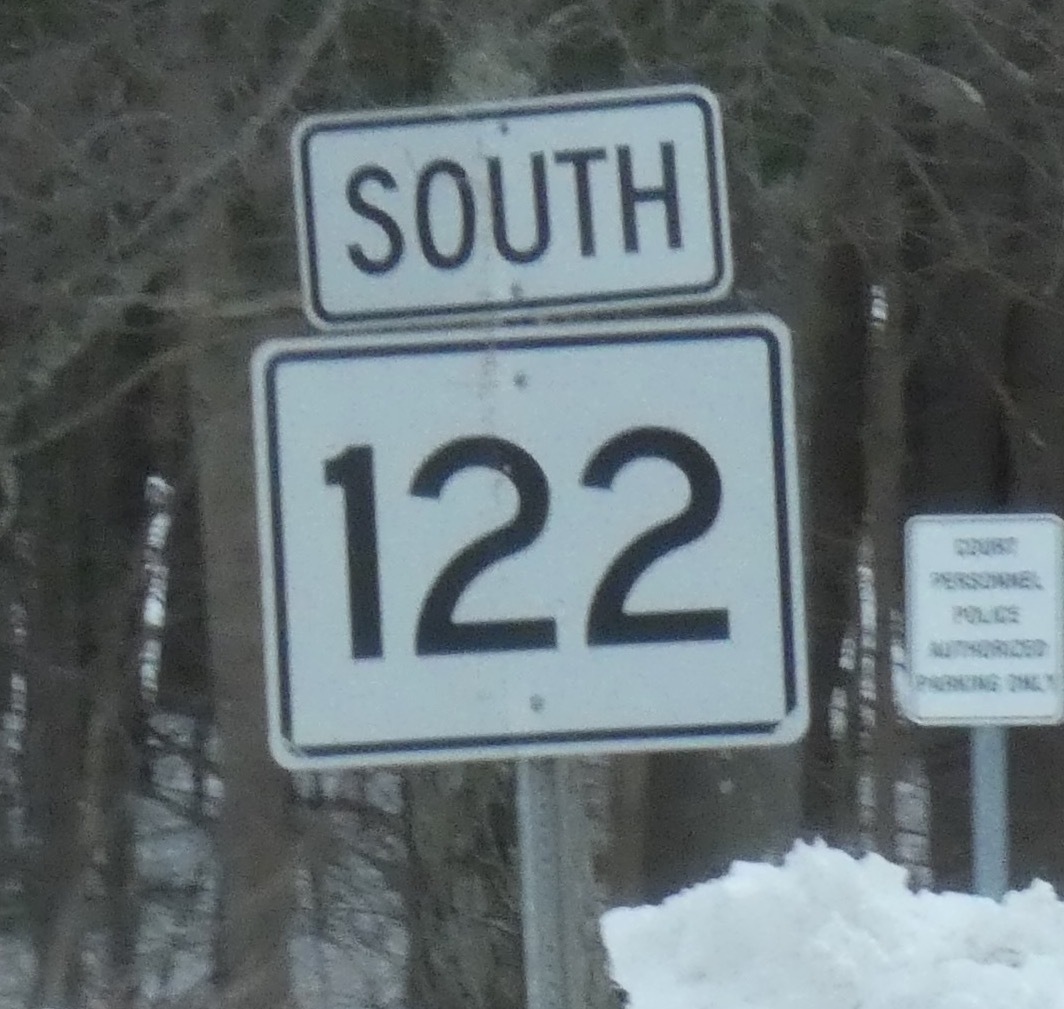 SOUTH
122
COURT
PERSONNEL
POLICE
AUTHORIZED
PARKING ONLY